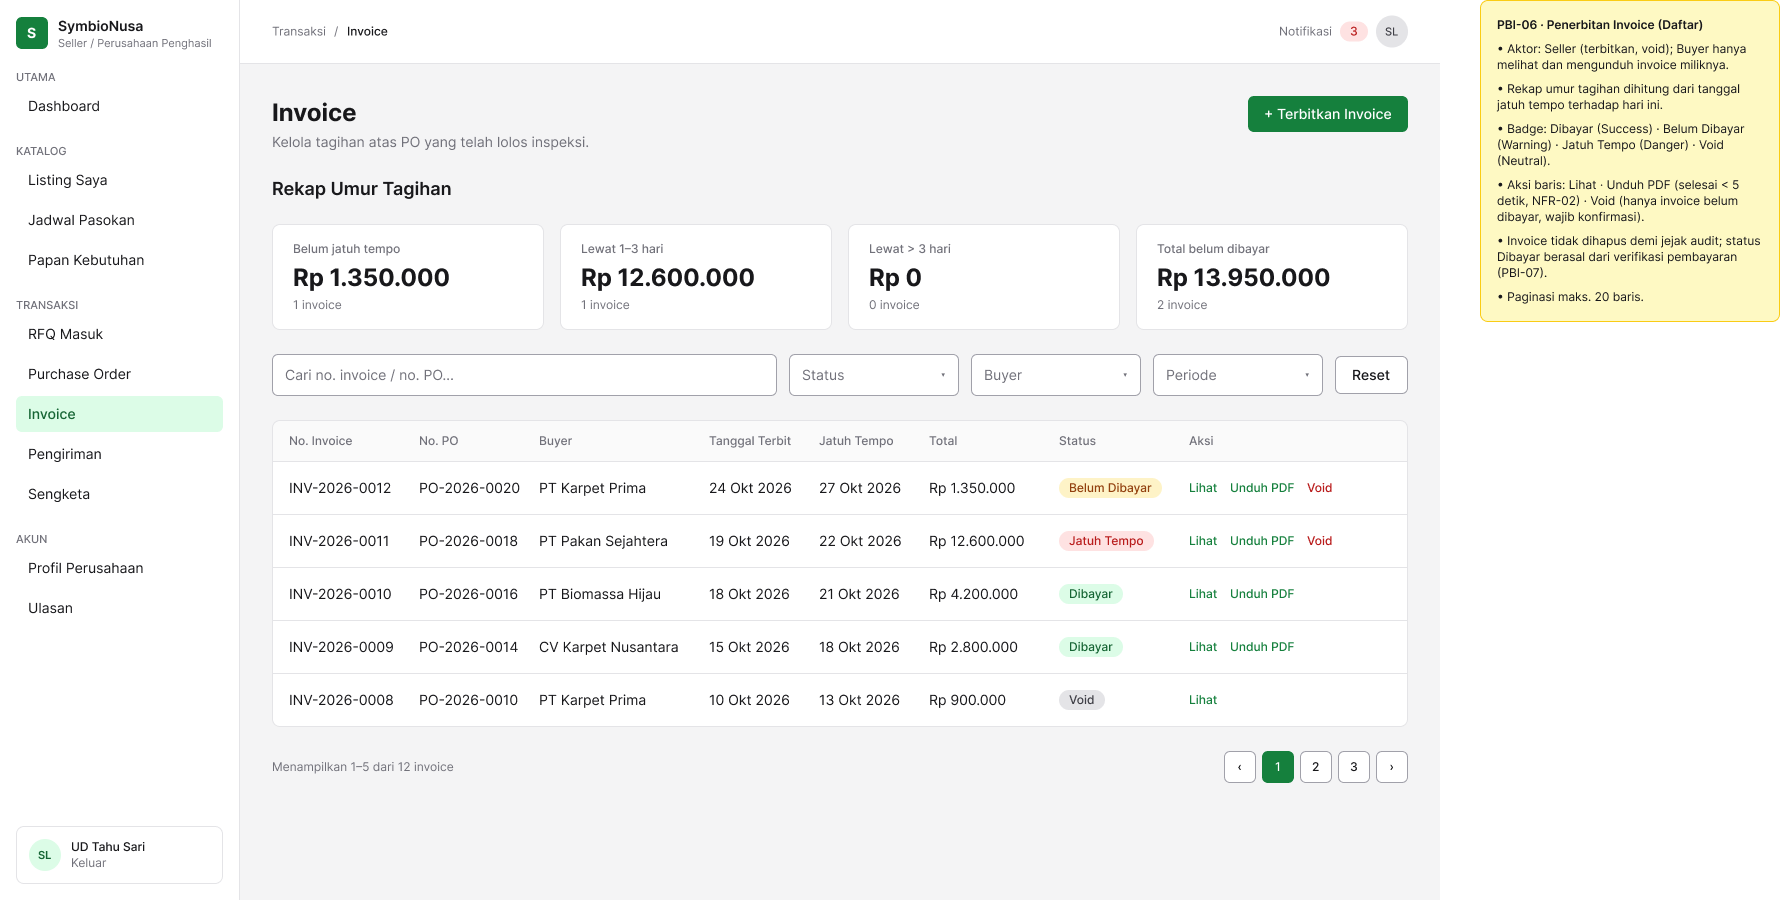 S
SymbioNusa
Seller / Perusahaan Penghasil
UTAMA
Dashboard
KATALOG
Listing Saya
Jadwal Pasokan
Papan Kebutuhan
TRANSAKSI
RFQ Masuk
Purchase Order
Invoice
Pengiriman
Sengketa
AKUN
Profil Perusahaan
Ulasan
SL
UD Tahu Sari
Keluar
Transaksi / Invoice
Notifikasi 3 SL
Invoice
Kelola tagihan atas PO yang telah lolos inspeksi.
+ Terbitkan Invoice
Rekap Umur Tagihan
Belum jatuh tempo
Rp 1.350.000
1 invoice
Lewat 1–3 hari
Rp 12.600.000
1 invoice
Lewat > 3 hari
Rp 0
0 invoice
Total belum dibayar
Rp 13.950.000
2 invoice
Cari no. invoice / no. PO... Status Buyer Periode Reset
No. Invoice No. PO Buyer Tanggal Terbit Jatuh Tempo Total Status Aksi
INV-2026-0012 PO-2026-0020 PT Karpet Prima 24 Okt 2026 27 Okt 2026 Rp 1.350.000 Belum Dibayar Lihat Unduh PDF Void
INV-2026-0011 PO-2026-0018 PT Pakan Sejahtera 19 Okt 2026 22 Okt 2026 Rp 12.600.000 Jatuh Tempo Lihat Unduh PDF Void
INV-2026-0010 PO-2026-0016 PT Biomassa Hijau 18 Okt 2026 21 Okt 2026 Rp 4.200.000 Dibayar Lihat Unduh PDF
INV-2026-0009 PO-2026-0014 CV Karpet Nusantara 15 Okt 2026 18 Okt 2026 Rp 2.800.000 Dibayar Lihat Unduh PDF
INV-2026-0008 PO-2026-0010 PT Karpet Prima 10 Okt 2026 13 Okt 2026 Rp 900.000 Void Lihat
Menampilkan 1–5 dari 12 invoice
‹ 1 2 3 ›
PBI-06 · Penerbitan Invoice (Daftar)
• Aktor: Seller (terbitkan, void); Buyer hanya
melihat dan mengunduh invoice miliknya.
• Rekap umur tagihan dihitung dari tanggal
jatuh tempo terhadap hari ini.
• Badge: Dibayar (Success) · Belum Dibayar
(Warning) · Jatuh Tempo (Danger) · Void
(Neutral).
• Aksi baris: Lihat · Unduh PDF (selesai < 5
detik, NFR-02) · Void (hanya invoice belum
dibayar, wajib konfirmasi).
• Invoice tidak dihapus demi jejak audit; status
Dibayar berasal dari verifikasi pembayaran
(PBI-07).
• Paginasi maks. 20 baris.